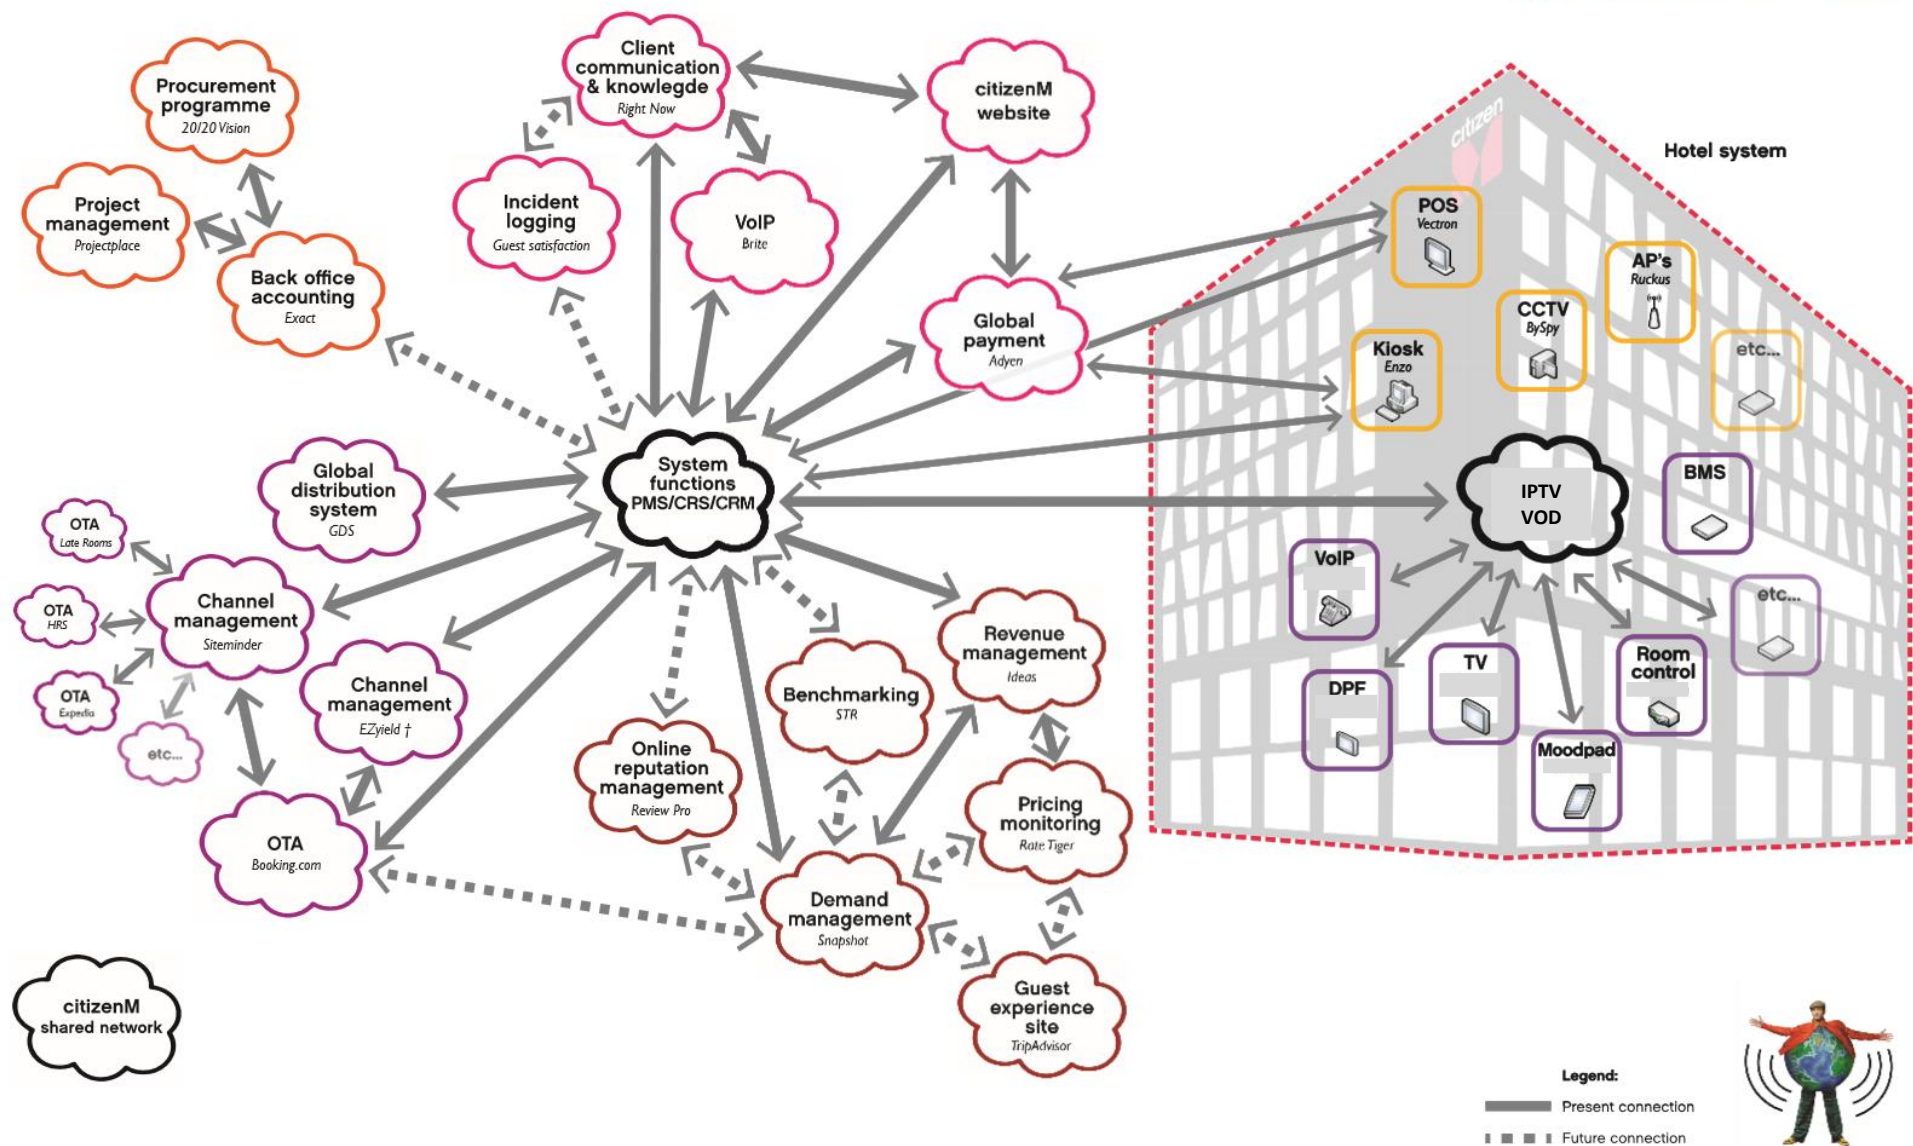 Procurement
programme
20/20 Vision
Project
management
Projectplace
Back office
accounting
Exact
Client
communication
& knowlegde
Right Now
citizenM
website
Incident
logging
Guest satisfaction
VoIP
Brite
Global
payment
Adyen
Hotel system
citizen
POS
Vectron
AP's
Ruckus
CCTV
BySpy
Kiosk
Enzo
etc...
System
functions
PMS/CRS/CRM
IPTV
VOD
BMS
VoIP
etc...
DPF
TV
Room
control
Moodpad
Global
distribution
system
GDS
OTA
Late Rooms
OTA
HRS
OTA
Expedia
etc...
Channel
management
Siteminder
Channel
management
EZyield †
OTA
Booking.com
Revenue
management
Ideas
Benchmarking
STR
Online
reputation
management
Review Pro
Pricing
monitoring
Rate Tiger
Demand
management
Snapshot
Guest
experience
site
TripAdvisor
citizenM
shared network
Legend:
Present connection
Future connection